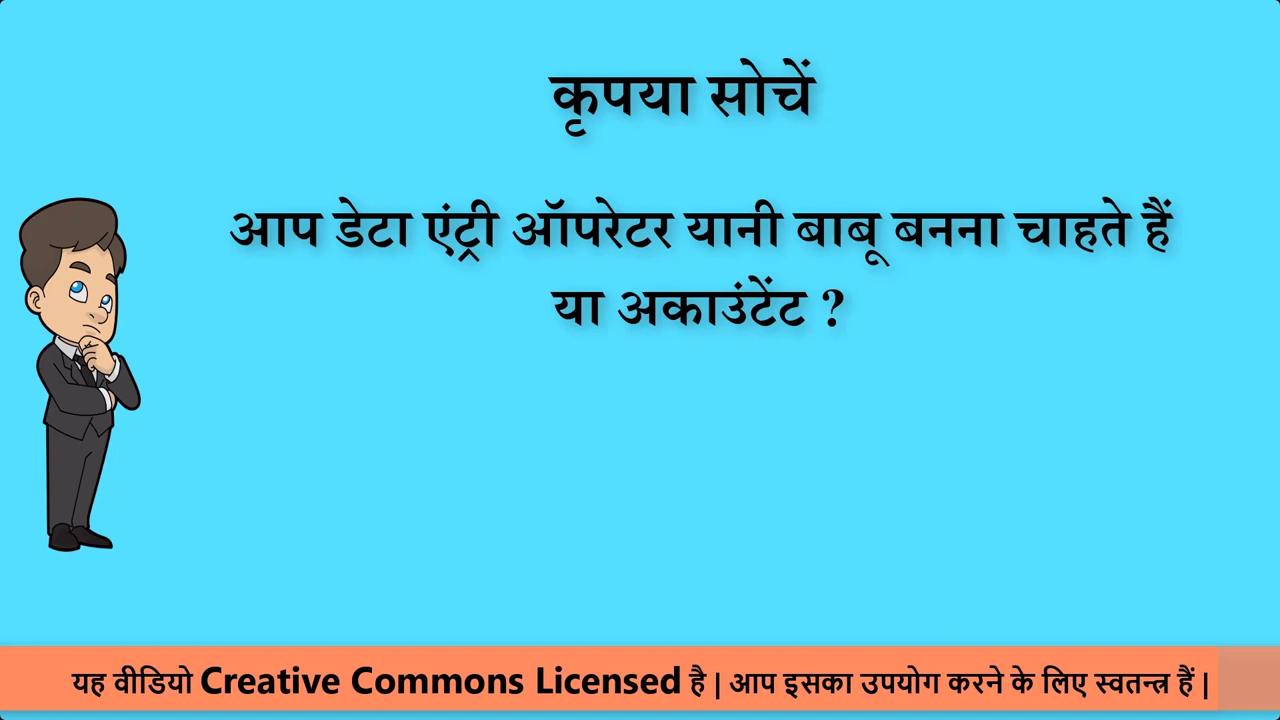 कृपया सोचें
आप डेटा एंट्री ऑपरेटर यानी बाबू बनना चाहते हैं
या अकाउंटेंट ?
यह वीडियो Creative Commons Licensed है | आप इसका उपयोग करने के लिए स्वतन्त्र हैं |